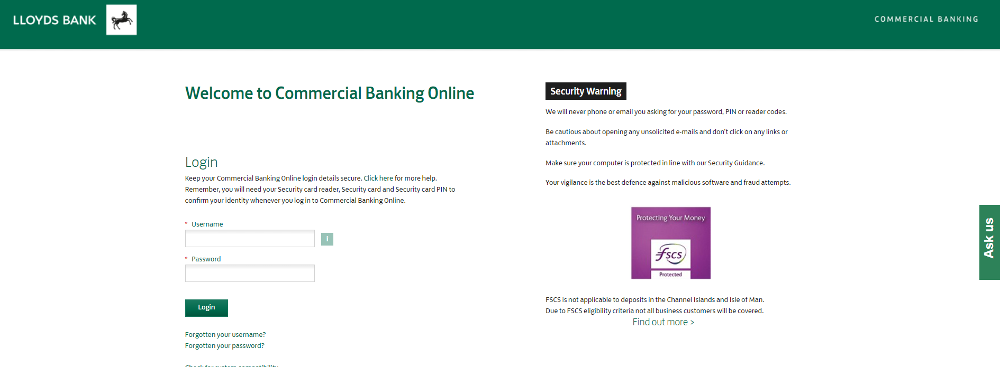 LLOYDS BANK
COMMERCIAL BANKING
Welcome to Commercial Banking Online
Login
Keep your Commercial Banking Online login details secure. Click here for more help.
Remember, you will need your Security card reader, Security card and Security card PIN to
confirm your identity whenever you log in to Commercial Banking Online.
* Username
i
* Password
Login
Forgotten your username?
Forgotten your password?
Check for system compatibility
Security Warning
We will never phone or email you asking for your password, PIN or reader codes.
Be cautious about opening any unsolicited e-mails and don't click on any links or
attachments.
Make sure your computer is protected in line with our Security Guidance.
Your vigilance is the best defence against malicious software and fraud attempts.
Protecting Your Money
FSCS
Protected
FSCS is not applicable to deposits in the Channel Islands and Isle of Man.
Due to FSCS eligibility criteria not all business customers will be covered.
Find out more >
Ask us